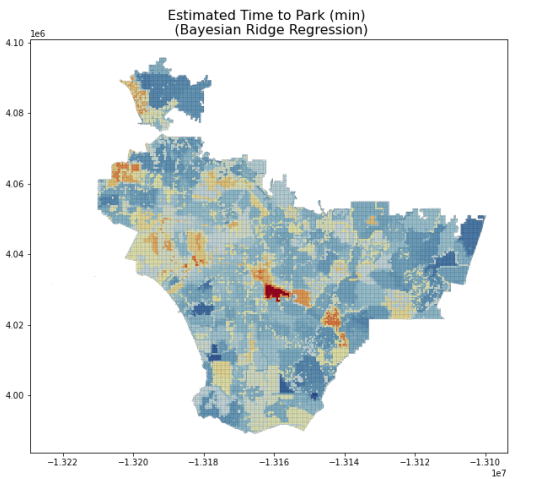 Estimated Time to Park (min)
(Bayesian Ridge Regression)
1e6
4.10
4.08
4.06
4.04
4.02
4.00
−1.322 −1.320 −1.318 −1.316 −1.314 −1.312 −1.310
1e7